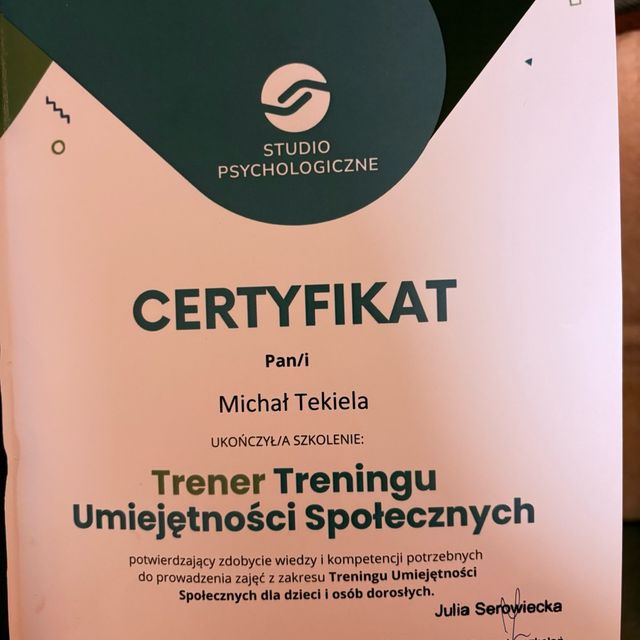 STUDIO
PSYCHOLOGICZNE
CERTYFIKAT
Pan/i
Michał Tekiela
UKOŃCZYŁ/A SZKOLENIE:
Trener Treningu
Umiejętności Społecznych
potwierdzający zdobycie wiedzy i kompetencji potrzebnych
do prowadzenia zajęć z zakresu Treningu Umiejętności
Społecznych dla dzieci i osób dorosłych.
Julia Serowiecka